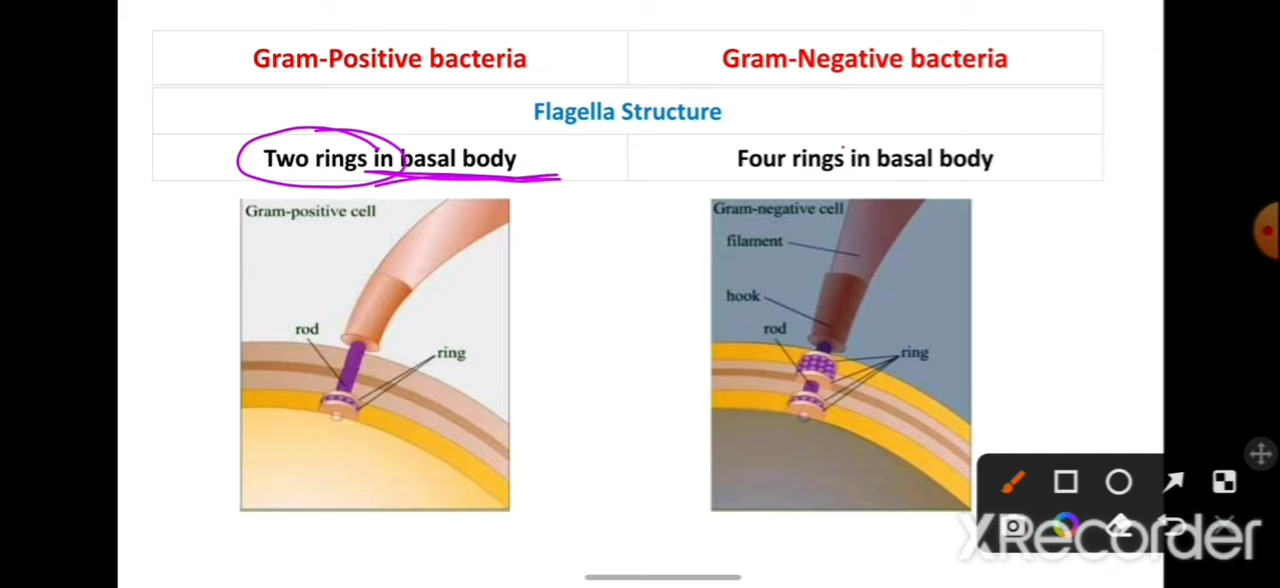 Gram-Positive bacteria
Gram-Negative bacteria
Flagella Structure
Two rings in basal body
Four rings in basal body
Gram-positive cell
rod
ring
Gram-negative cell
filament
hook
rod
ring
XRecorder